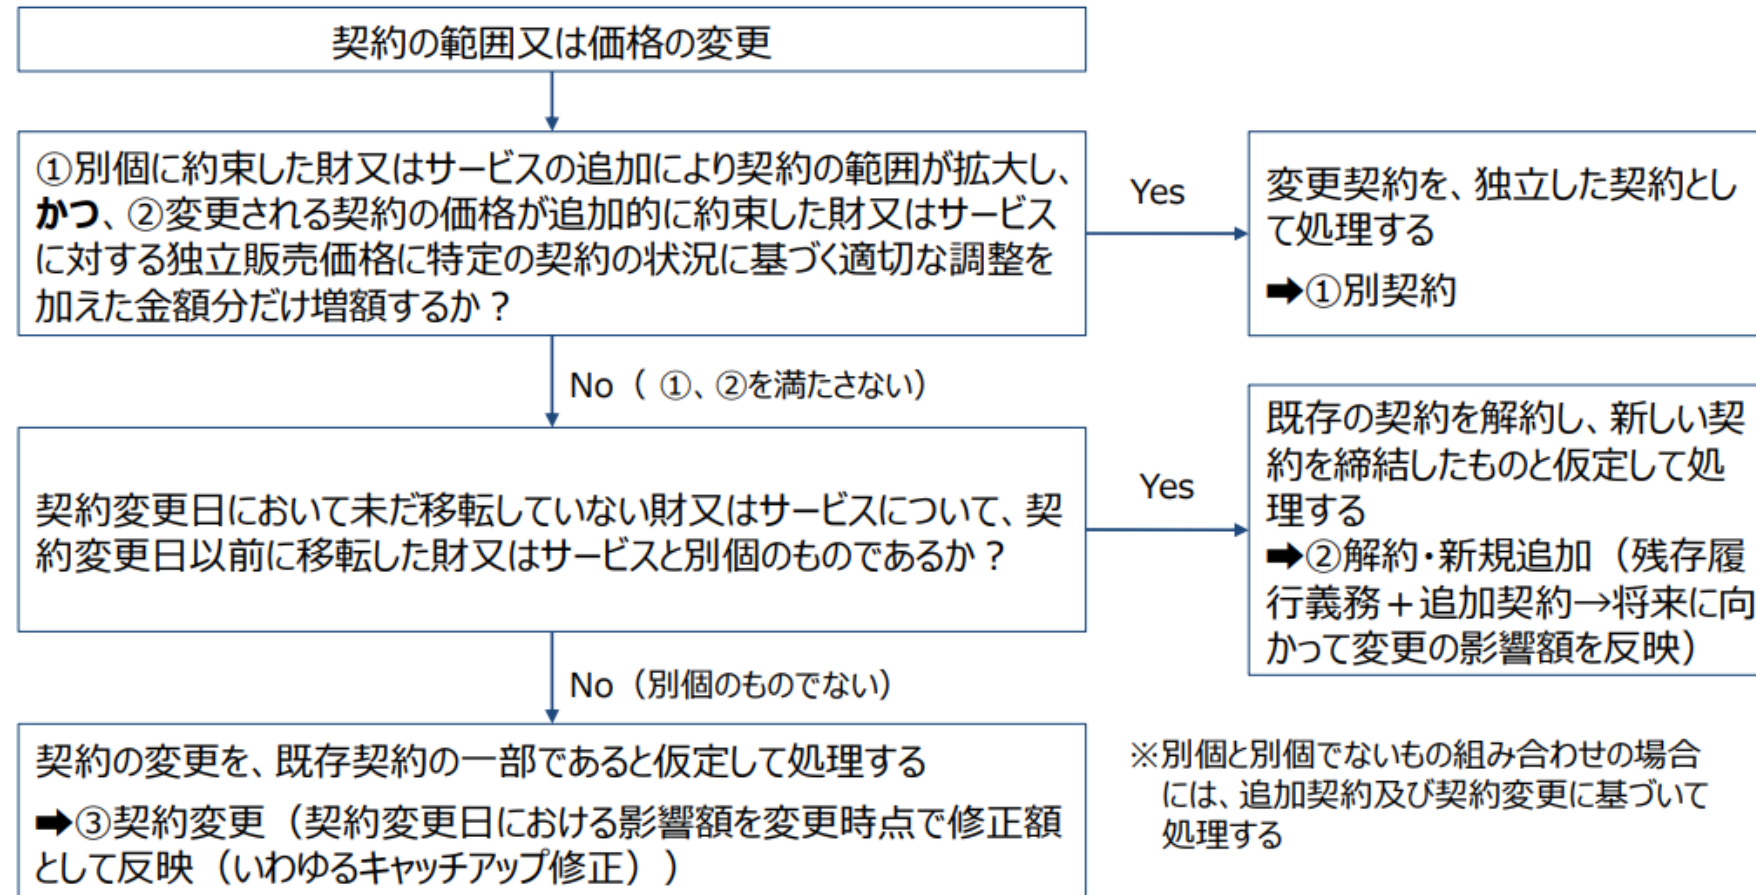 契約の範囲又は価格の変更
①別個に約束した財又はサービスの追加により契約の範囲が拡大し、
かつ、②変更される契約の価格が追加的に約束した財又はサービス
に対する独立販売価格に特定の契約の状況に基づく適切な調整を
加えた金額分だけ増額するか？
Yes
変更契約を、独立した契約とし
て処理する
➡①別契約
No（ ①、②を満たさない）
契約変更日において未だ移転していない財又はサービスについて、契
約変更日以前に移転した財又はサービスと別個のものであるか？
Yes
既存の契約を解約し、新しい契
約を締結したものと仮定して処
理する
➡②解約・新規追加（残存履
行義務＋追加契約→将来に向
かって変更の影響額を反映）
No（別個のものでない）
契約の変更を、既存契約の一部であると仮定して処理する
➡③契約変更（契約変更日における影響額を変更時点で修正額
として反映（いわゆるキャッチアップ修正））
※別個と別個でないもの組み合わせの場合
には、追加契約及び契約変更に基づいて
処理する